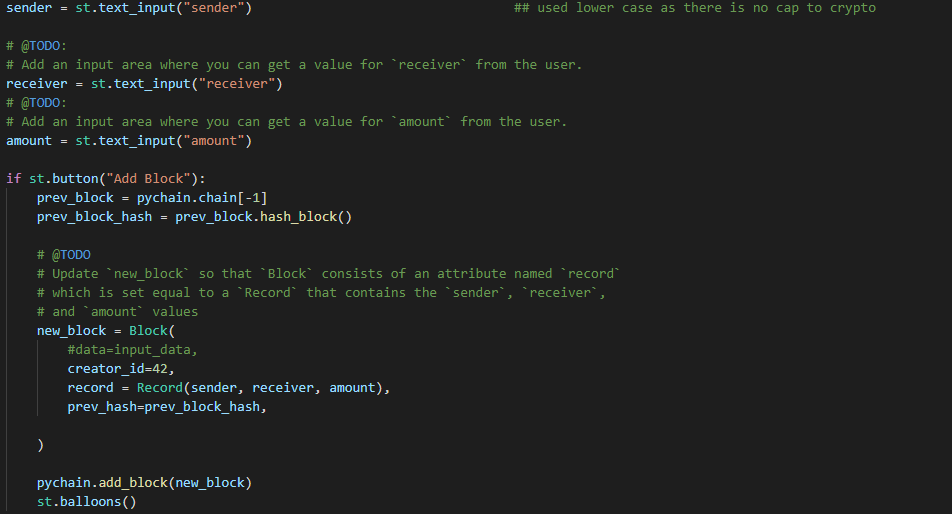 sender = st.text_input("sender")                                  ## used lower case as there is no cap to crypto

# @TODO:
# Add an input area where you can get a value for `receiver` from the user.
receiver = st.text_input("receiver")
# @TODO:
# Add an input area where you can get a value for `amount` from the user.
amount = st.text_input("amount")

if st.button("Add Block"):
    prev_block = pychain.chain[-1]
    prev_block_hash = prev_block.hash_block()

    # @TODO
    # Update `new_block` so that `Block` consists of an attribute named `record`
    # which is set equal to a `Record` that contains the `sender`, `receiver`,
    # and `amount` values
    new_block = Block(
        #data=input_data,
        creator_id=42,
        record = Record(sender, receiver, amount),
        prev_hash=prev_block_hash,

    )

    pychain.add_block(new_block)
    st.balloons()